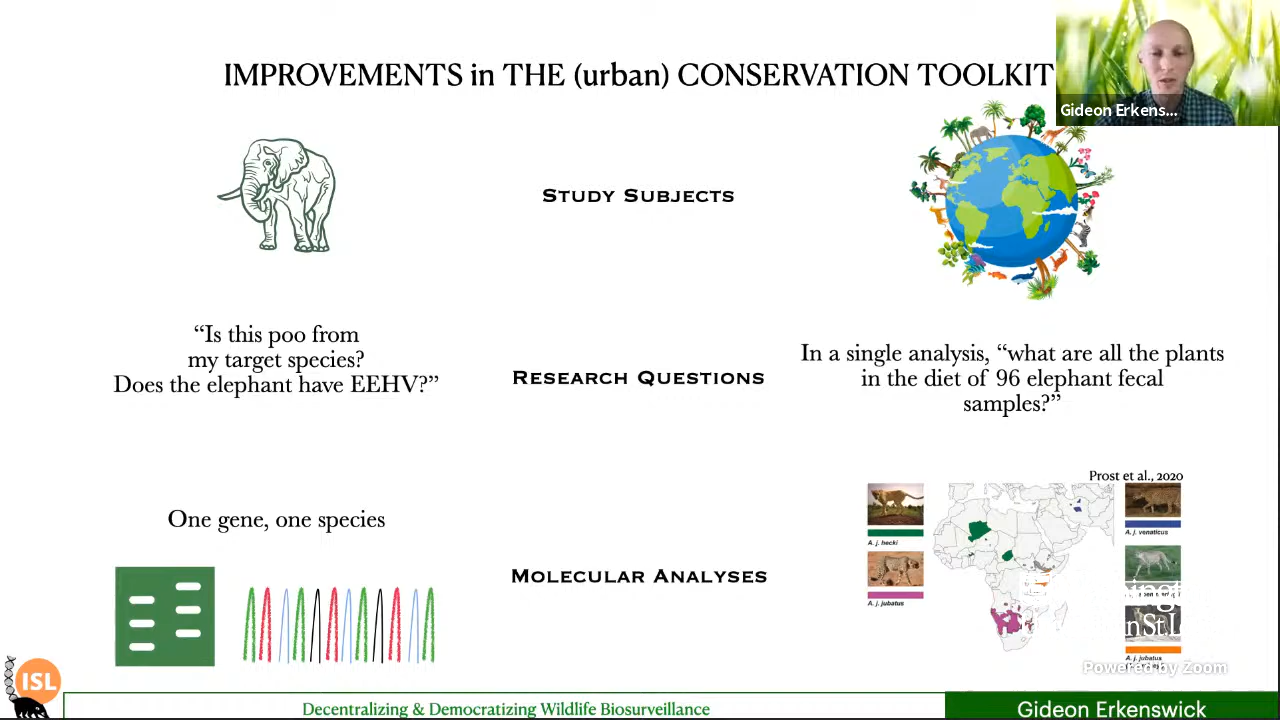 IMPROVEMENTS in THE (urban) CONSERVATION TOOLKIT
Gideon Erkens...
STUDY SUBJECTS
“Is this poo from
my target species?
Does the elephant have EEHV?”
RESEARCH QUESTIONS
In a single analysis, “what are all the plants
in the diet of 96 elephant fecal
samples?”
Prost et al., 2020
One gene, one species
MOLECULAR ANALYSES
A. j. hecki
A. j. jubatus
A. j. venaticus
A. j. jubatus
Powered by Zoom
ISL
Decentralizing & Democratizing Wildlife Biosurveillance
Gideon Erkenswick